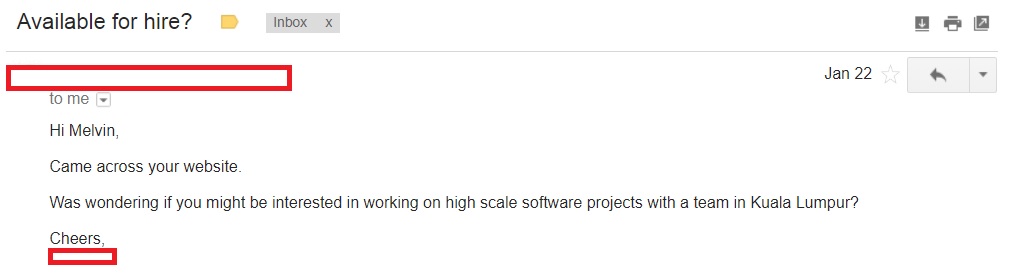 Available for hire?
Inbox x
Jan 22
to me
Hi Melvin,
Came across your website.
Was wondering if you might be interested in working on high scale software projects with a team in Kuala Lumpur?
Cheers,